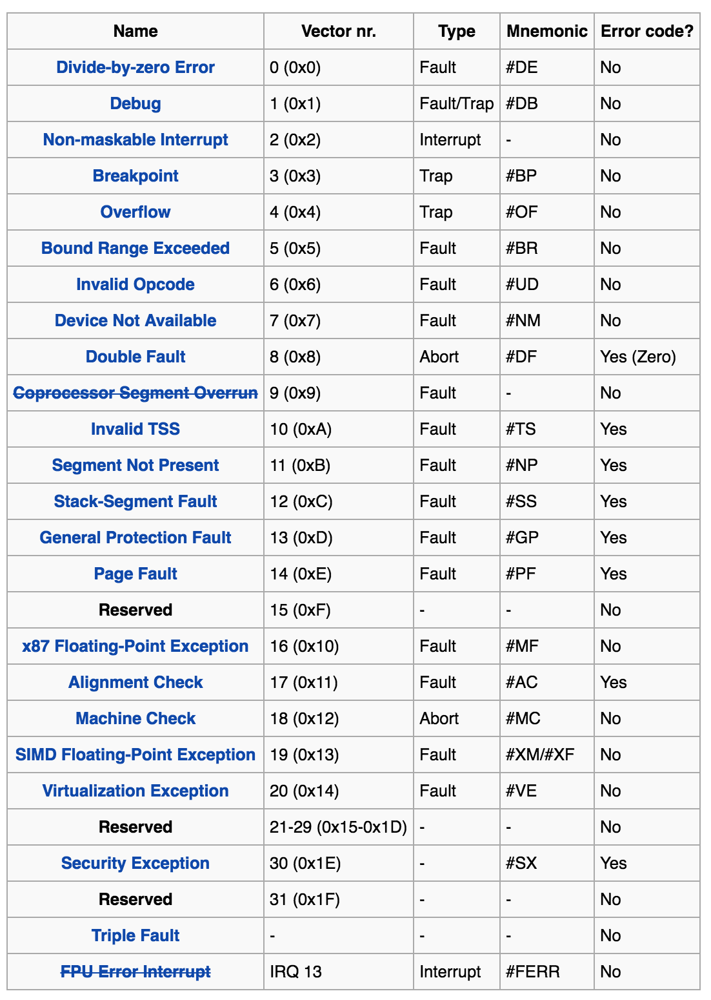 Name Vector nr. Type Mnemonic Error code?
Divide-by-zero Error 0 (0x0) Fault #DE No
Debug 1 (0x1) Fault/Trap #DB No
Non-maskable Interrupt 2 (0x2) Interrupt - No
Breakpoint 3 (0x3) Trap #BP No
Overflow 4 (0x4) Trap #OF No
Bound Range Exceeded 5 (0x5) Fault #BR No
Invalid Opcode 6 (0x6) Fault #UD No
Device Not Available 7 (0x7) Fault #NM No
Double Fault 8 (0x8) Abort #DF Yes (Zero)
Coprocessor Segment Overrun 9 (0x9) Fault - No
Invalid TSS 10 (0xA) Fault #TS Yes
Segment Not Present 11 (0xB) Fault #NP Yes
Stack-Segment Fault 12 (0xC) Fault #SS Yes
General Protection Fault 13 (0xD) Fault #GP Yes
Page Fault 14 (0xE) Fault #PF Yes
Reserved 15 (0xF) - - No
x87 Floating-Point Exception 16 (0x10) Fault #MF No
Alignment Check 17 (0x11) Fault #AC Yes
Machine Check 18 (0x12) Abort #MC No
SIMD Floating-Point Exception 19 (0x13) Fault #XM/#XF No
Virtualization Exception 20 (0x14) Fault #VE No
Reserved 21-29 (0x15-0x1D) - - No
Security Exception 30 (0x1E) - #SX Yes
Reserved 31 (0x1F) - - No
Triple Fault - - - No
FPU Error Interrupt IRQ 13 Interrupt #FERR No